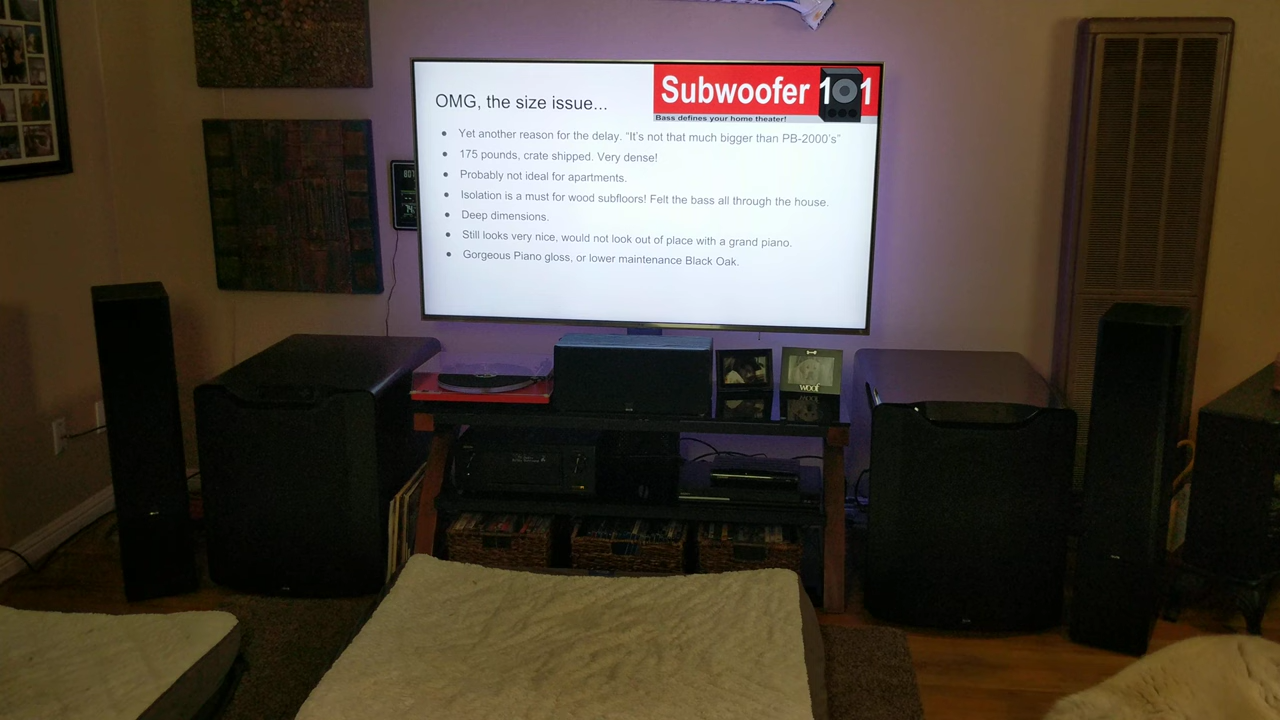 Subwoofer 101
Bass defines your home theater!
OMG, the size issue...
● Yet another reason for the delay. “It’s not that much bigger than PB-2000’s”
● 175 pounds, crate shipped. Very dense!
● Probably not ideal for apartments.
● Isolation is a must for wood subfloors! Felt the bass all through the house.
● Deep dimensions.
● Still looks very nice, would not look out of place with a grand piano.
● Gorgeous Piano gloss, or lower maintenance Black Oak.
woof